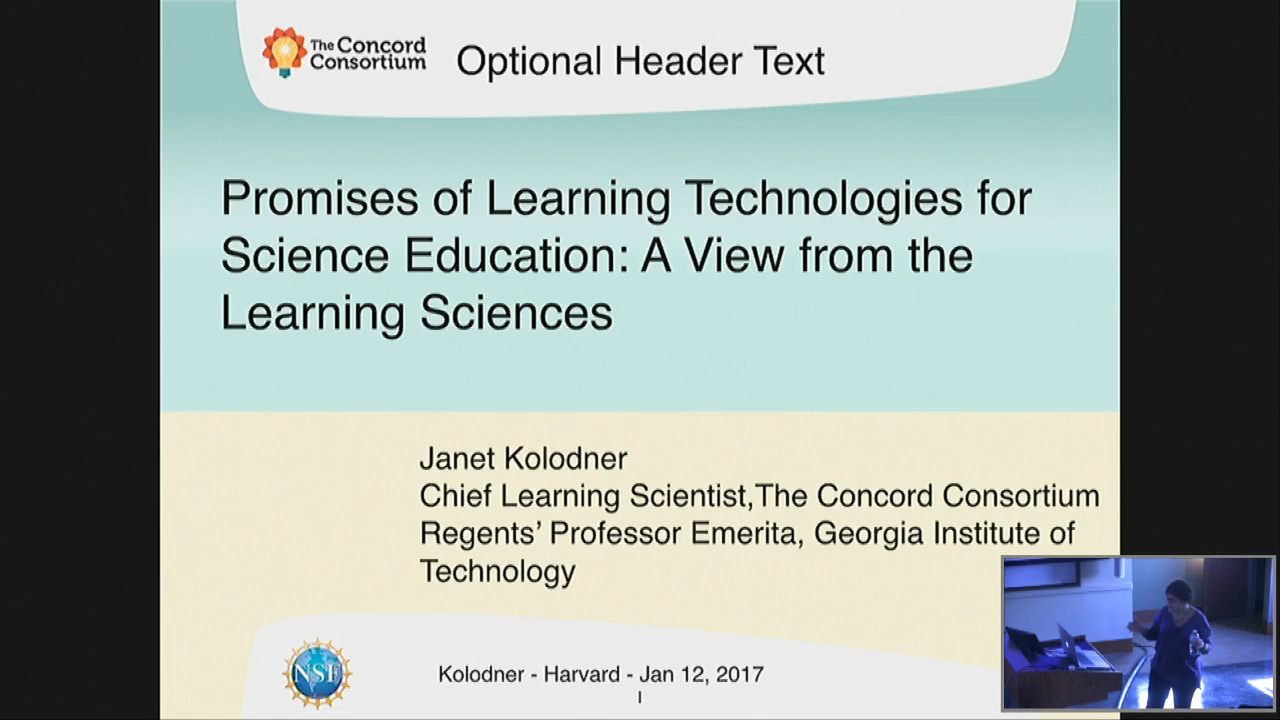 The Concord
Consortium
Optional Header Text
Promises of Learning Technologies for
Science Education: A View from the
Learning Sciences
Janet Kolodner
Chief Learning Scientist,The Concord Consortium
Regents' Professor Emerita, Georgia Institute of
Technology
NSF
Kolodner - Harvard - Jan 12, 2017
1